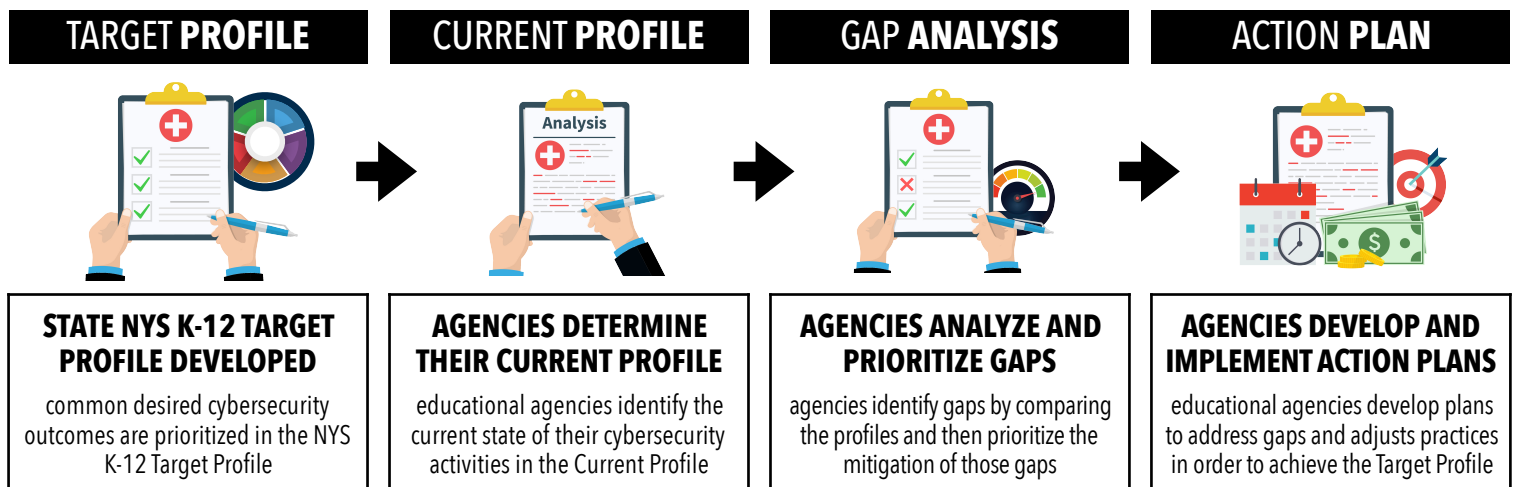 TARGET PROFILE
CURRENT PROFILE
GAP ANALYSIS
ACTION PLAN
Analysis
$
STATE NYS K-12 TARGET
PROFILE DEVELOPED
common desired cybersecurity
outcomes are prioritized in the NYS
K-12 Target Profile
AGENCIES DETERMINE
THEIR CURRENT PROFILE
educational agencies identify the
current state of their cybersecurity
activities in the Current Profile
AGENCIES ANALYZE AND
PRIORITIZE GAPS
agencies identify gaps by comparing
the profiles and then prioritize the
mitigation of those gaps
AGENCIES DEVELOP AND
IMPLEMENT ACTION PLANS
educational agencies develop plans
to address gaps and adjusts practices
in order to achieve the Target Profile